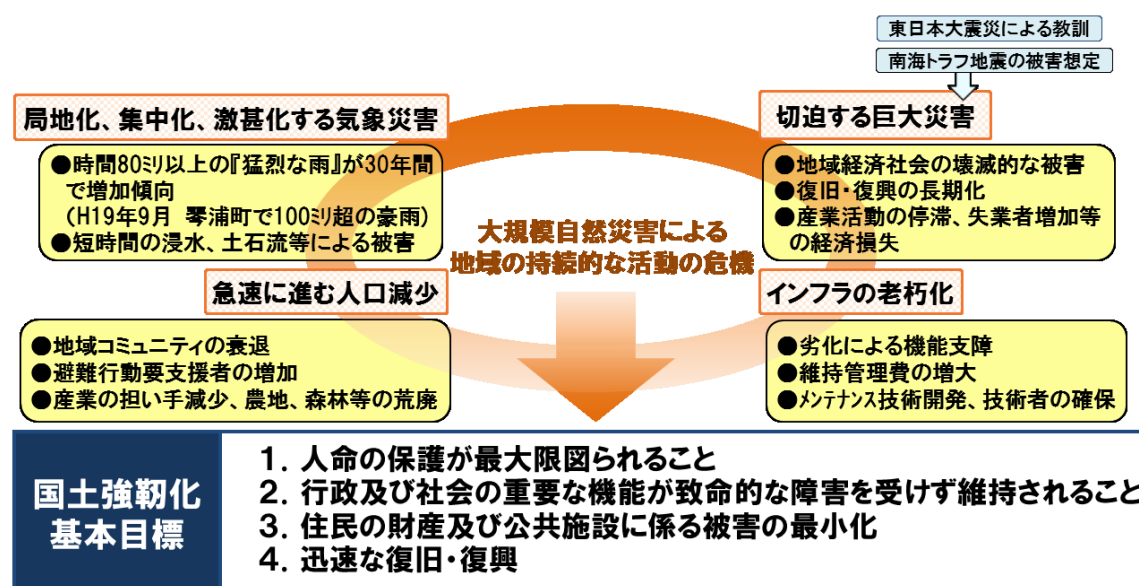 東日本大震災による教訓
南海トラフ地震の被害想定
局地化、集中化、激甚化する気象災害
●時間80ミリ以上の『猛烈な雨』が30年間
で増加傾向
(H19年9月 琴浦町で100ミリ超の豪雨)
●短時間の浸水、土石流等による被害
切迫する巨大災害
●地域経済社会の壊滅的な被害
●復旧・復興の長期化
●産業活動の停滞、失業者増加等
の経済損失
大規模自然災害による
地域の持続的な活動の危機
急速に進む人口減少
●地域コミュニティの衰退
●避難行動要支援者の増加
●産業の担い手減少、農地、森林等の荒廃
インフラの老朽化
●劣化による機能支障
●維持管理費の増大
●メンテナンス技術開発、技術者の確保
国土強靭化
基本目標
1. 人命の保護が最大限図られること
2. 行政及び社会の重要な機能が致命的な障害を受けず維持されること
3. 住民の財産及び公共施設に係る被害の最小化
4. 迅速な復旧・復興